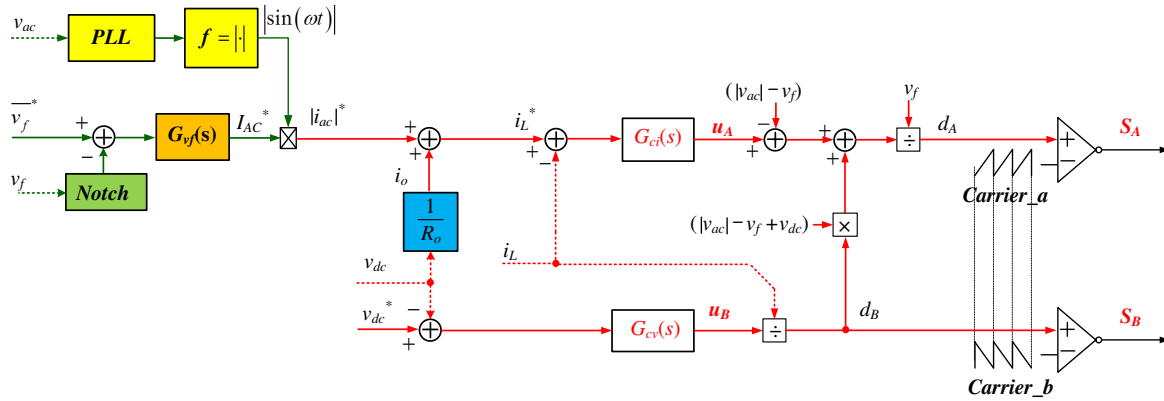 v_ac
PLL
f = |·|
|sin(ωt)|
v_f^*
+
−
G_vf(s)
I_AC^*
|i_ac|^*
v_f
Notch
+
+
i_o
1
R_o
v_dc
v_dc^*
−
+
i_L^*
+
−
i_L
G_ci(s)
u_A
(|v_ac| − v_f)
−
+
+
+
v_f
÷
d_A
(|v_ac| − v_f + v_dc)
×
G_cv(s)
u_B
÷
d_B
Carrier_a
+
−
S_A
Carrier_b
+
−
S_B